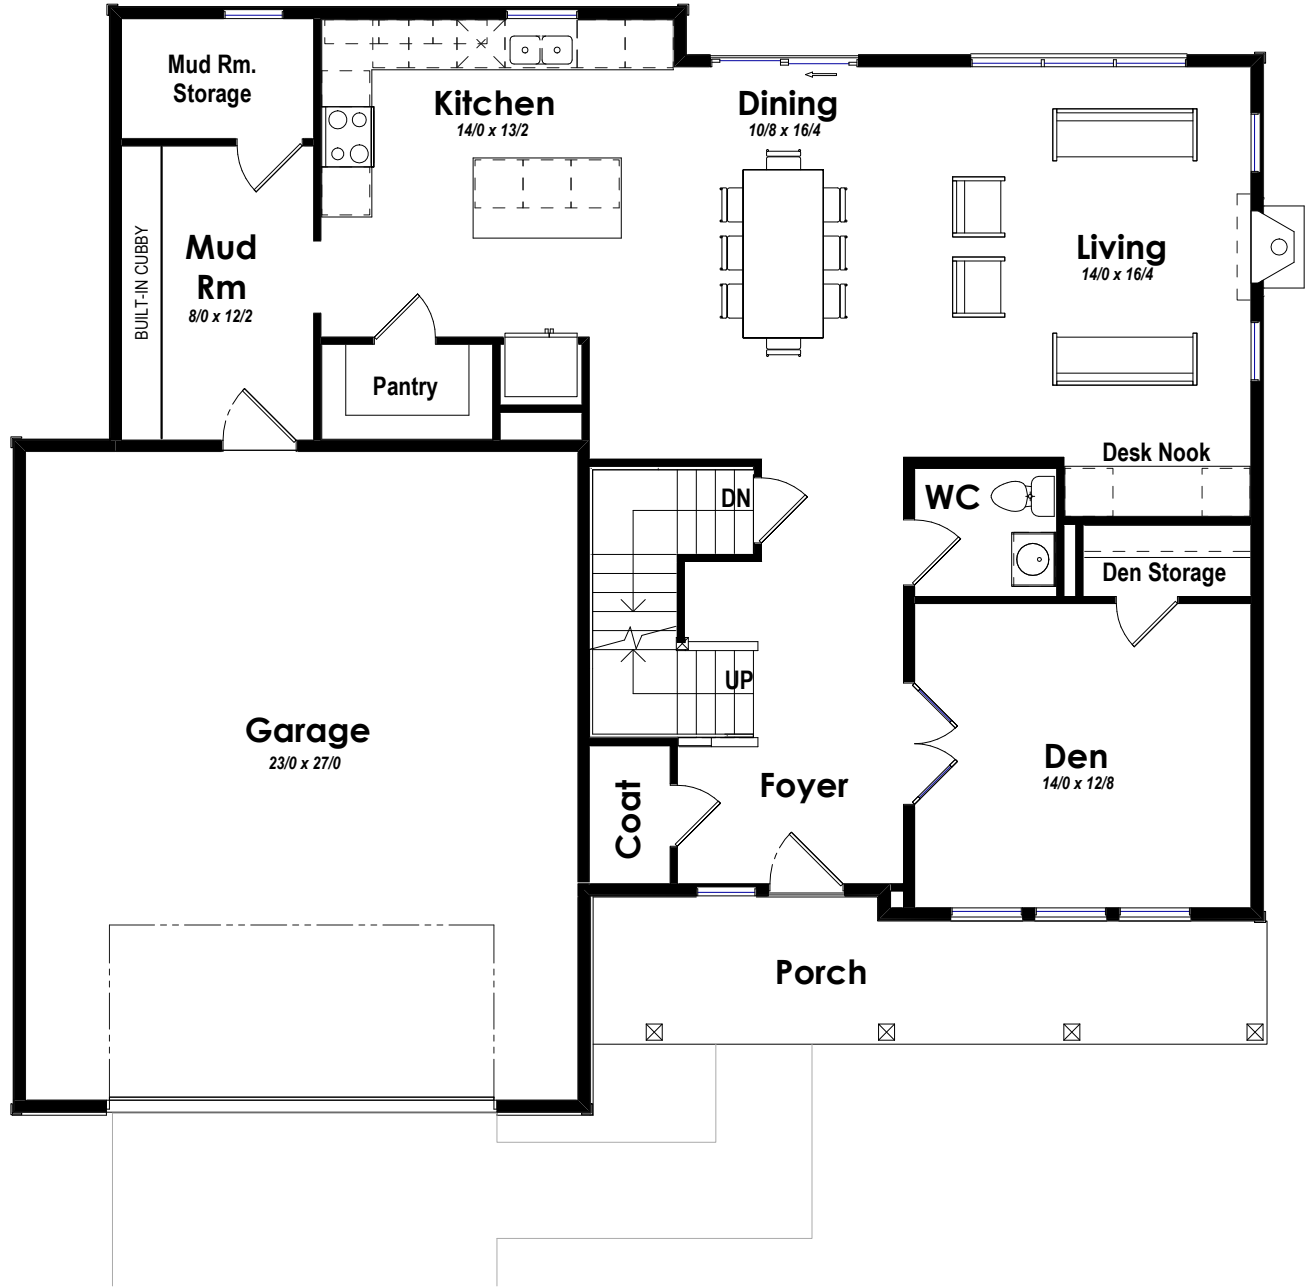 Mud Rm.
Storage
Kitchen
14/0 x 13/2
Dining
10/8 x 16/4
Mud
Rm
8/0 x 12/2
BUILT-IN CUBBY
Living
14/0 x 16/4
Pantry
Desk Nook
DN
WC
Den Storage
UP
Garage
23/0 x 27/0
Coat
Foyer
Den
14/0 x 12/8
Porch